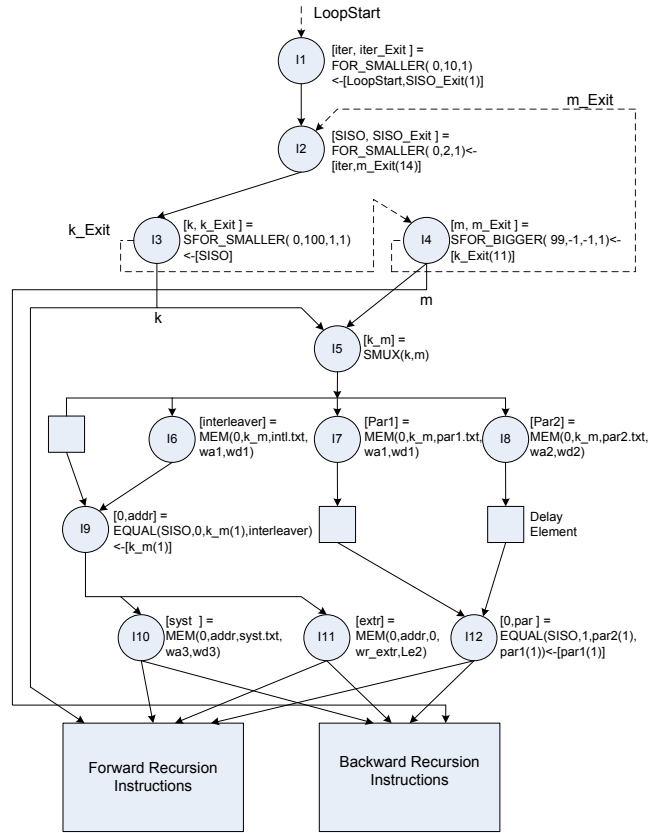 LoopStart
I1
[iter, iter_Exit ] =
FOR_SMALLER( 0,10,1)
<-[LoopStart,SISO_Exit(1)]
m_Exit
I2
[SISO, SISO_Exit ] =
FOR_SMALLER( 0,2,1)<-
[iter,m_Exit(14)]
k_Exit
I3
[k, k_Exit ] =
SFOR_SMALLER( 0,100,1,1)
<-[SISO]
I4
[m, m_Exit ] =
SFOR_BIGGER( 99,-1,-1,1)<-
[k_Exit(11)]
k
m
I5
[k_m] =
SMUX(k,m)
I6
[interleaver] =
MEM(0,k_m,intl.txt,
wa1,wd1)
I7
[Par1] =
MEM(0,k_m,par1.txt,
wa1,wd1)
I8
[Par2] =
MEM(0,k_m,par2.txt,
wa2,wd2)
I9
[0,addr] =
EQUAL(SISO,0,k_m(1),interleaver)
<-[k_m(1)]
Delay
Element
I10
[syst ] =
MEM(0,addr,syst.txt,
wa3,wd3)
I11
[extr] =
MEM(0,addr,0,
wr_extr,Le2)
I12
[0,par ] =
EQUAL(SISO,1,par2(1),
par1(1))<-[par1(1)]
Forward Recursion
Instructions
Backward Recursion
Instructions